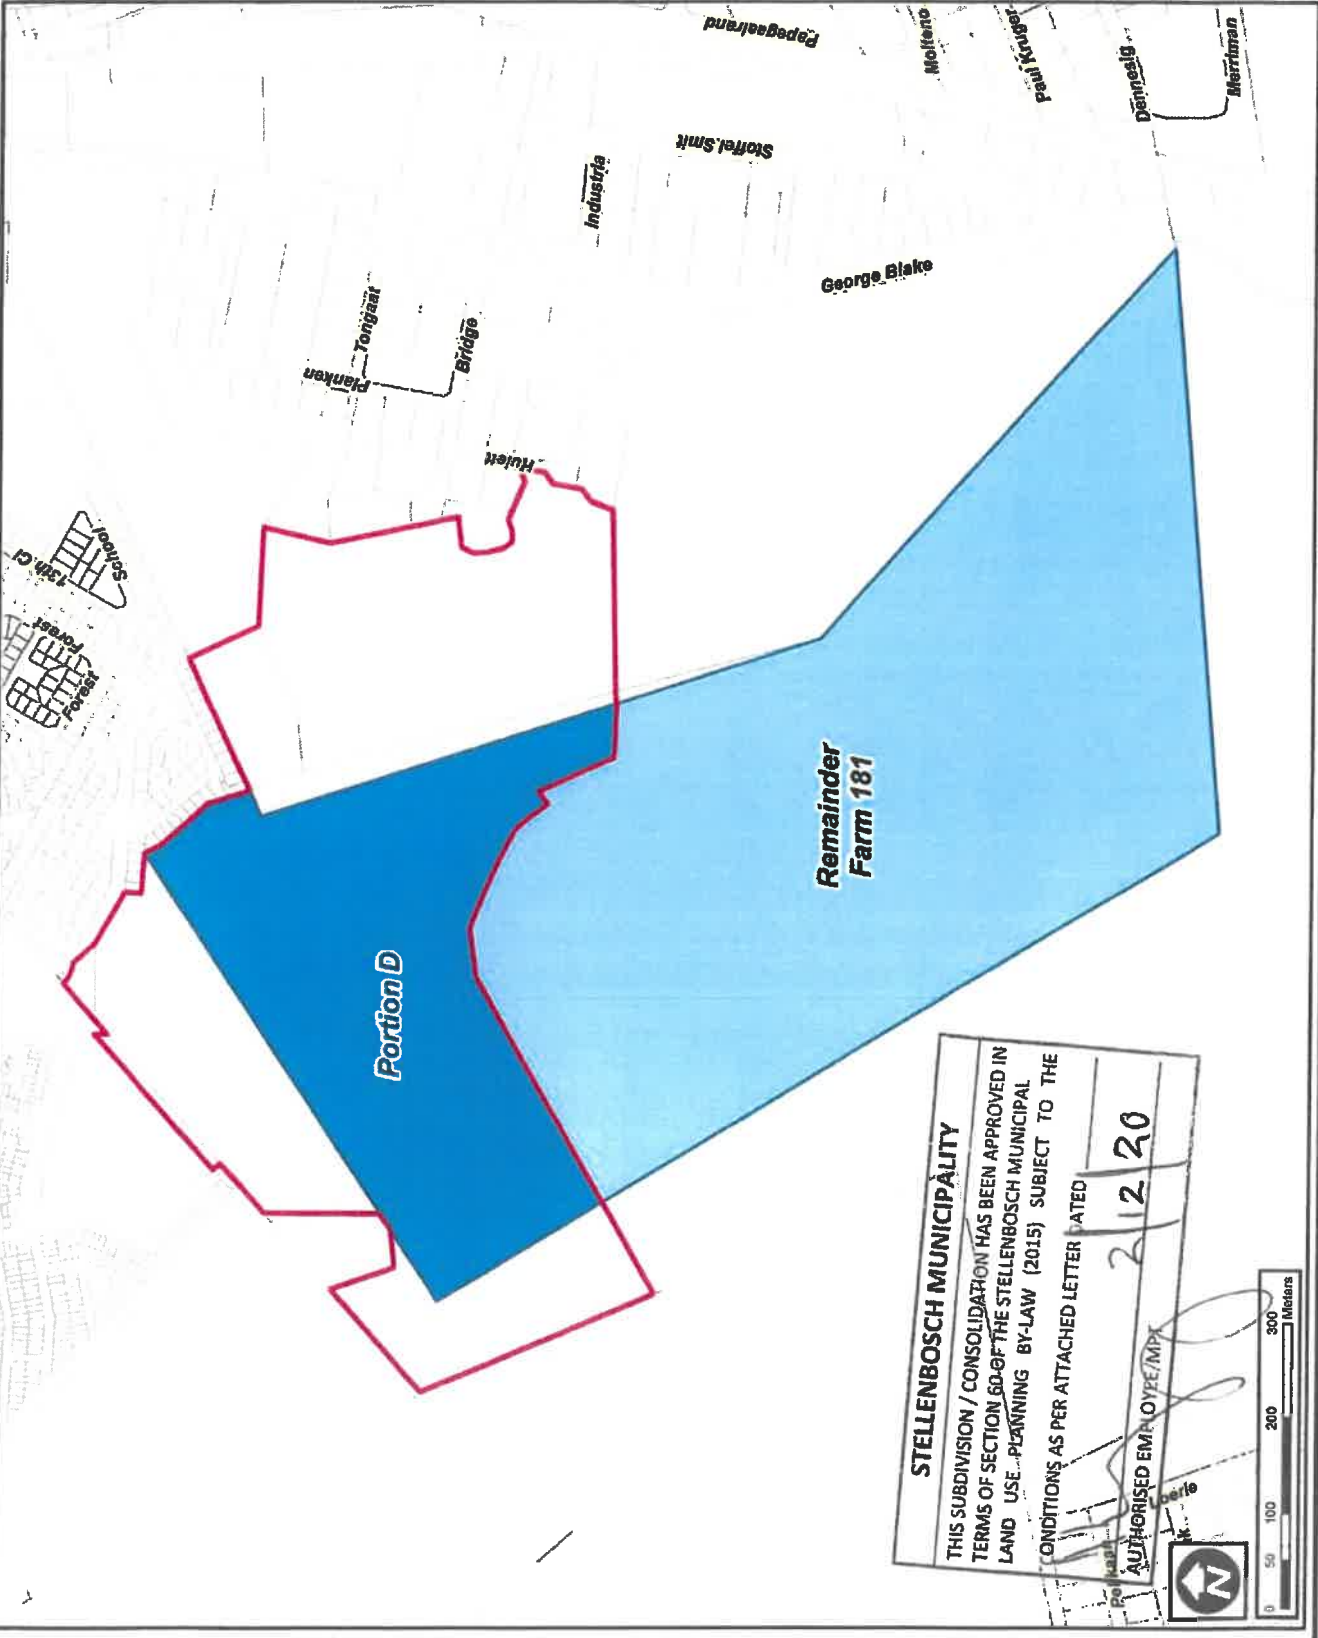 13th.Cl
School
Forest
Forest
Planken
Tongaat
Bridge
Hulett
Industria
Papegaairand
Stoffel.Smit
George Blake
Molteno
Paul Kruger
Dennesig
Merriman
Portion D
Remainder
Farm 181
STELLENBOSCH MUNICIPALITY
THIS SUBDIVISION / CONSOLIDATION HAS BEEN APPROVED IN
TERMS OF SECTION 60 OF THE STELLENBOSCH MUNICIPAL
LAND USE PLANNING BY-LAW (2015) SUBJECT TO THE
CONDITIONS AS PER ATTACHED LETTER DATED
2/12/20
AUTHORISED EMPLOYEE/MPT
Loerie
N
0 50 100 200 300
Meters